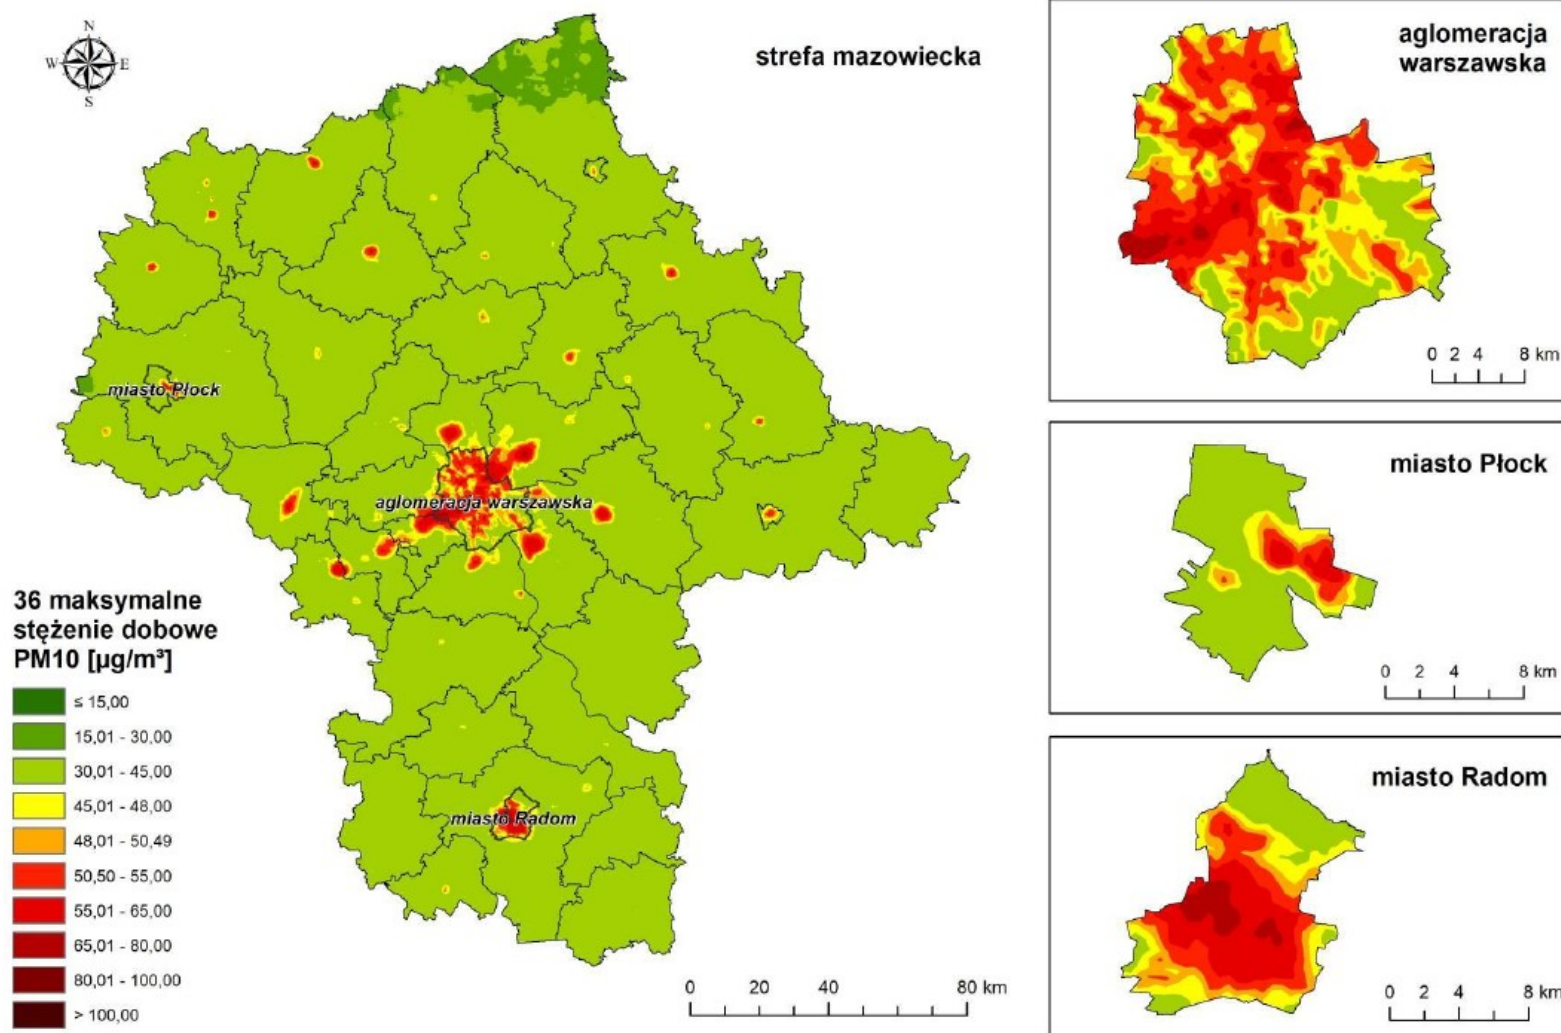 N
W E
S
strefa mazowiecka
miasto Płock
aglomeracja warszawska
miasto Radom
36 maksymalne
stężenie dobowe
PM10 [µg/m³]
≤ 15,00
15,01 - 30,00
30,01 - 45,00
45,01 - 48,00
48,01 - 50,49
50,50 - 55,00
55,01 - 65,00
65,01 - 80,00
80,01 - 100,00
> 100,00
0 20 40 80 km
aglomeracja
warszawska
0 2 4 8 km
miasto Płock
0 2 4 8 km
miasto Radom
0 2 4 8 km